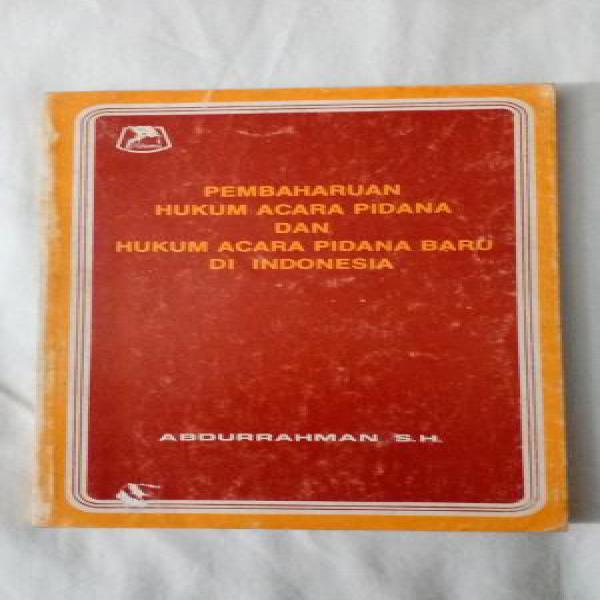 PEMBAHARUAN
HUKUM ACARA PIDANA
DAN
HUKUM ACARA PIDANA BARU
DI INDONESIA
ABDURRAHMAN, S.H.